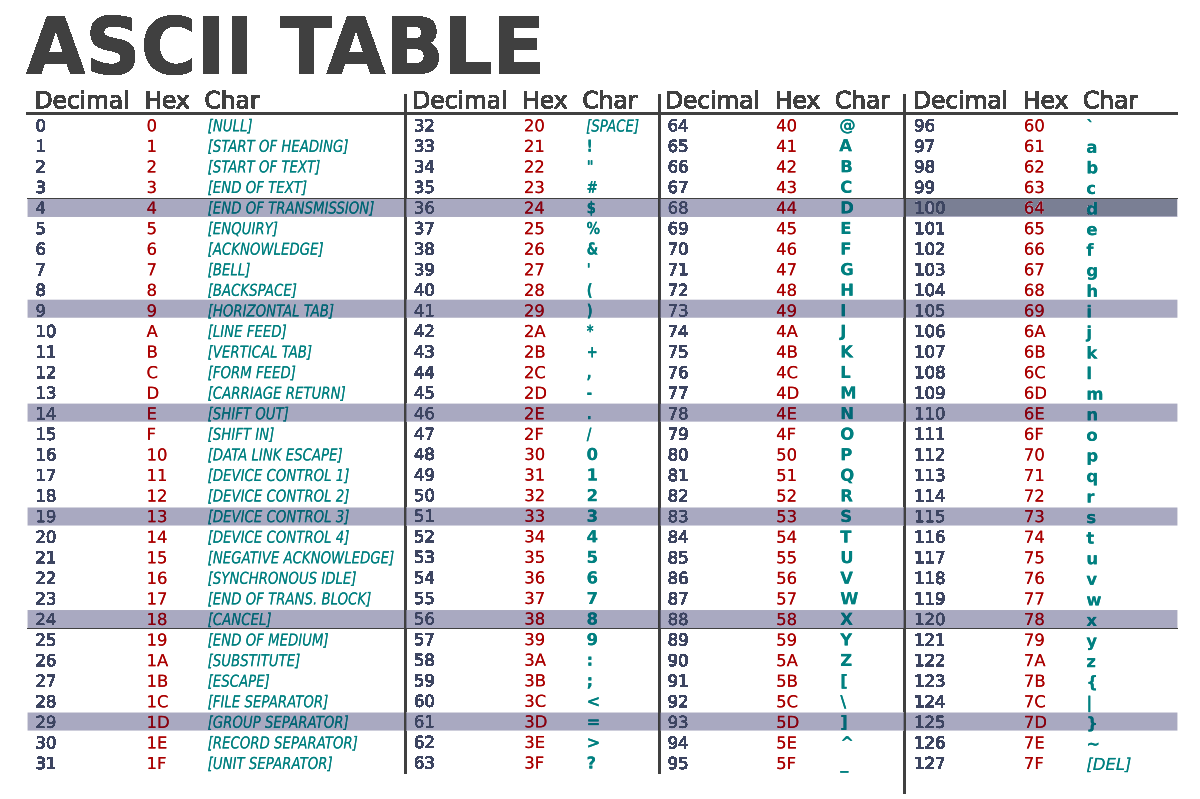 ASCII TABLE
Decimal Hex Char Decimal Hex Char Decimal Hex Char Decimal Hex Char
0 0 [NULL] 32 20 [SPACE] 64 40 @ 96 60 `
1 1 [START OF HEADING] 33 21 ! 65 41 A 97 61 a
2 2 [START OF TEXT] 34 22 " 66 42 B 98 62 b
3 3 [END OF TEXT] 35 23 # 67 43 C 99 63 c
4 4 [END OF TRANSMISSION] 36 24 $ 68 44 D 100 64 d
5 5 [ENQUIRY] 37 25 % 69 45 E 101 65 e
6 6 [ACKNOWLEDGE] 38 26 & 70 46 F 102 66 f
7 7 [BELL] 39 27 ' 71 47 G 103 67 g
8 8 [BACKSPACE] 40 28 ( 72 48 H 104 68 h
9 9 [HORIZONTAL TAB] 41 29 ) 73 49 I 105 69 i
10 A [LINE FEED] 42 2A * 74 4A J 106 6A j
11 B [VERTICAL TAB] 43 2B + 75 4B K 107 6B k
12 C [FORM FEED] 44 2C , 76 4C L 108 6C l
13 D [CARRIAGE RETURN] 45 2D - 77 4D M 109 6D m
14 E [SHIFT OUT] 46 2E . 78 4E N 110 6E n
15 F [SHIFT IN] 47 2F / 79 4F O 111 6F o
16 10 [DATA LINK ESCAPE] 48 30 0 80 50 P 112 70 p
17 11 [DEVICE CONTROL 1] 49 31 1 81 51 Q 113 71 q
18 12 [DEVICE CONTROL 2] 50 32 2 82 52 R 114 72 r
19 13 [DEVICE CONTROL 3] 51 33 3 83 53 S 115 73 s
20 14 [DEVICE CONTROL 4] 52 34 4 84 54 T 116 74 t
21 15 [NEGATIVE ACKNOWLEDGE] 53 35 5 85 55 U 117 75 u
22 16 [SYNCHRONOUS IDLE] 54 36 6 86 56 V 118 76 v
23 17 [END OF TRANS. BLOCK] 55 37 7 87 57 W 119 77 w
24 18 [CANCEL] 56 38 8 88 58 X 120 78 x
25 19 [END OF MEDIUM] 57 39 9 89 59 Y 121 79 y
26 1A [SUBSTITUTE] 58 3A : 90 5A Z 122 7A z
27 1B [ESCAPE] 59 3B ; 91 5B [ 123 7B {
28 1C [FILE SEPARATOR] 60 3C < 92 5C \ 124 7C |
29 1D [GROUP SEPARATOR] 61 3D = 93 5D ] 125 7D }
30 1E [RECORD SEPARATOR] 62 3E > 94 5E ^ 126 7E ~
31 1F [UNIT SEPARATOR] 63 3F ? 95 5F _ 127 7F [DEL]